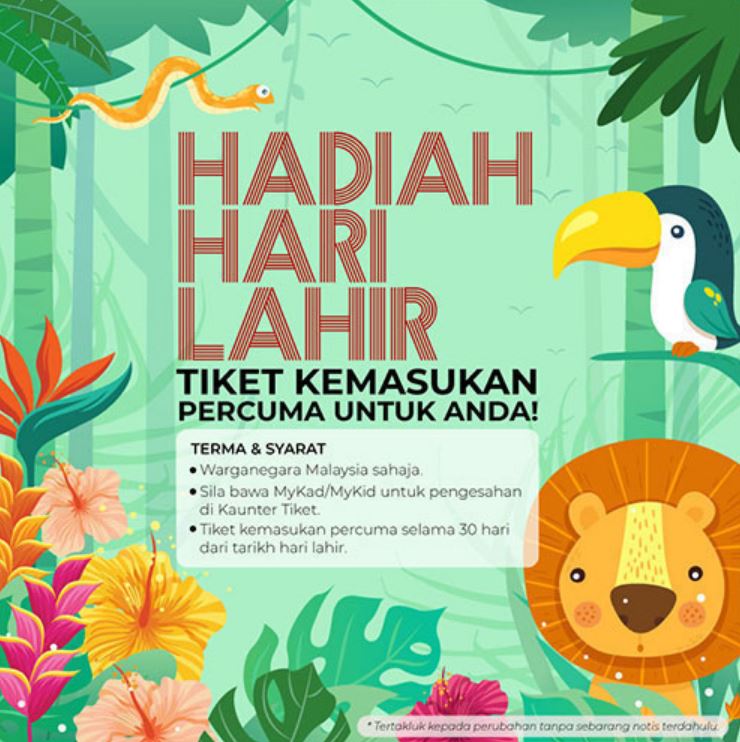 HADIAH
HARI
LAHIR
TIKET KEMASUKAN
PERCUMA UNTUK ANDA!
TERMA & SYARAT
• Warganegara Malaysia sahaja.
• Sila bawa MyKad/MyKid untuk pengesahan
di Kaunter Tiket.
• Tiket kemasukan percuma selama 30 hari
dari tarikh hari lahir.
* Tertakluk kepada perubahan tanpa sebarang notis terdahulu.